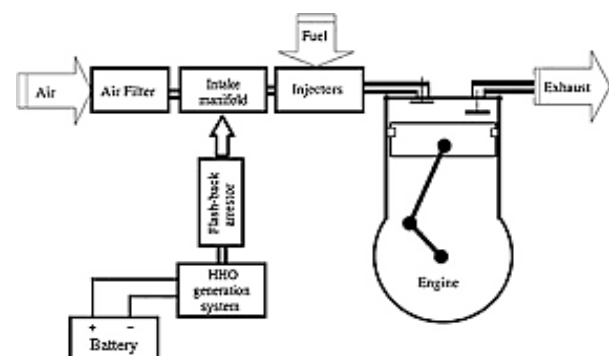 Fuel
Air
Air Filter
Intake
manifold
Injectors
Exhaust
Flash-back
arrestor
HHO
generation
system
Engine
+ −
Battery